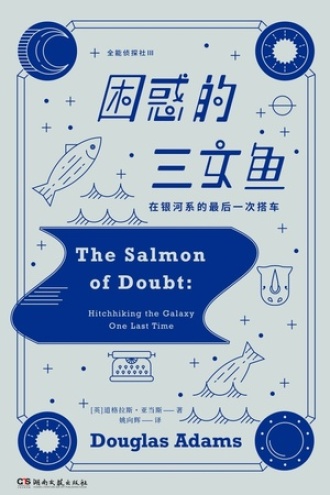 全能侦探社III
困惑的
三文鱼
在银河系的最后一次搭车
The Salmon
of Doubt:
Hitchhiking the Galaxy
One Last Time
[英]道格拉斯·亚当斯——著
姚向辉——译
Douglas Adams
CS 湖南文艺出版社